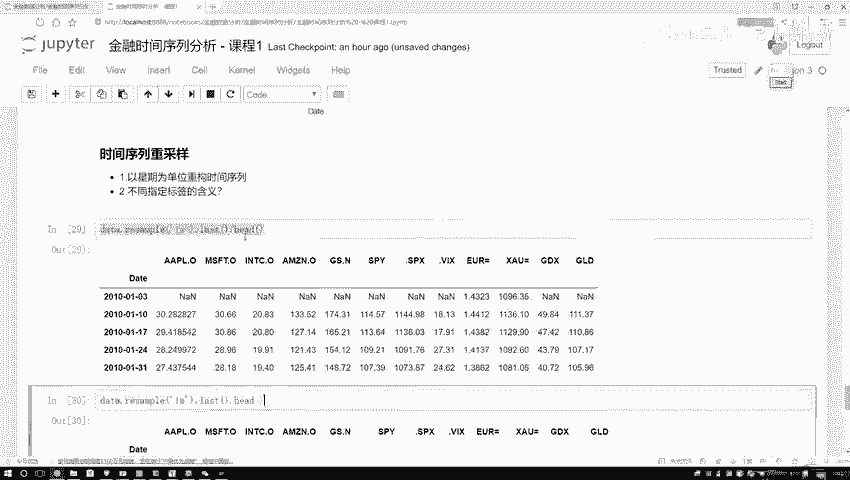 http://localhost:8888/notebooks/
jupyter 金融时间序列分析 - 课程1 Last Checkpoint: an hour ago (unsaved changes)
Logout
File Edit View Insert Cell Kernel Widgets Help
Trusted
Code
Date
时间序列重采样
1.以星期为单位重构时间序列
2.不同指定标签的含义?
In [29]
Out[29]:
AAPL.O MSFT.O INTC.O AMZN.O GS.N SPY .SPX .VIX EUR= XAU= GDX GLD
Date
2010-01-03 NaN NaN NaN NaN NaN NaN NaN NaN 1.4323 1096.35 NaN NaN
2010-01-10 30.282827 30.66 20.83 133.52 174.31 114.57 1144.98 18.13 1.4412 1136.10 49.84 111.37
2010-01-17 29.418542 30.86 20.80 127.14 165.21 113.64 1136.03 17.91 1.4382 1129.90 47.42 110.86
2010-01-24 28.249972 28.96 19.91 121.43 154.12 109.21 1091.76 27.31 1.4137 1092.60 43.79 107.17
2010-01-31 27.437544 28.18 19.40 125.41 148.72 107.39 1073.87 24.62 1.3862 1081.05 40.72 105.96
In [30] data.resample('1m').last().head
Out[30]:
AAPL.O MSFT.O INTC.O AMZN.O GS.N SPY .SPX .VIX EUR= XAU= GDX GLD
Date